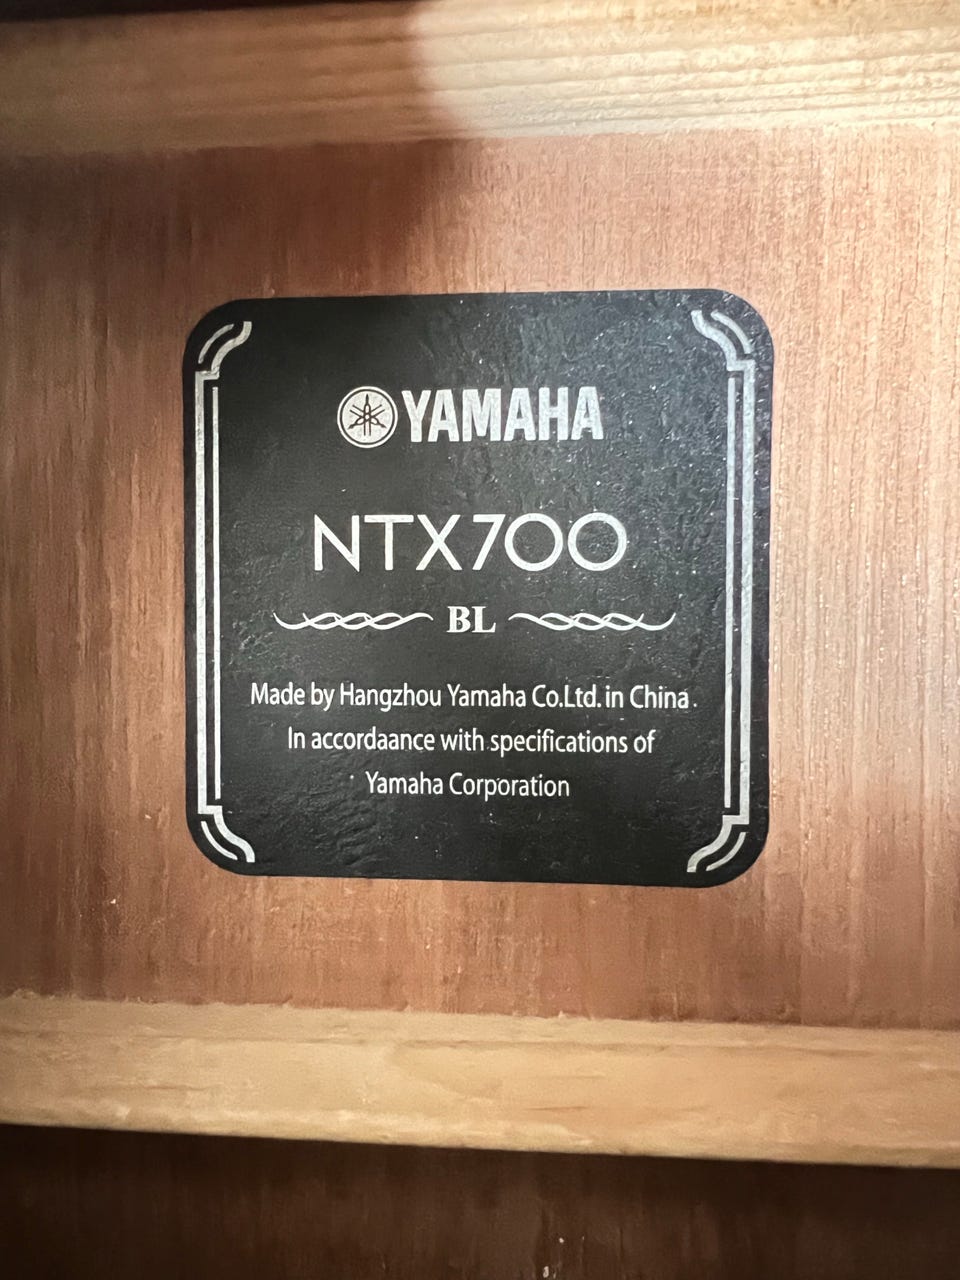 YAMAHA
NTX700
BL
Made by Hangzhou Yamaha Co.Ltd. in China.
In accordaance with specifications of
Yamaha Corporation